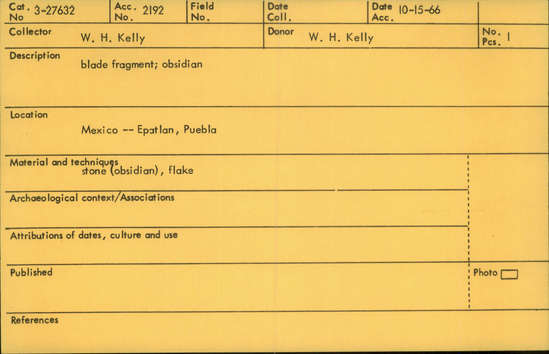 Cat. No 3-27632 Acc. No. 2192 Field No. Date Coll. Date Acc. 10-15-66
Collector W. H. Kelly Donor W. H. Kelly No. Pcs. 1
Description
blade fragment; obsidian
Location
Mexico -- Epatlan, Puebla
Material and techniques
stone (obsidian), flake
Archaeological context/Associations
Attributions of dates, culture and use
Published Photo
References